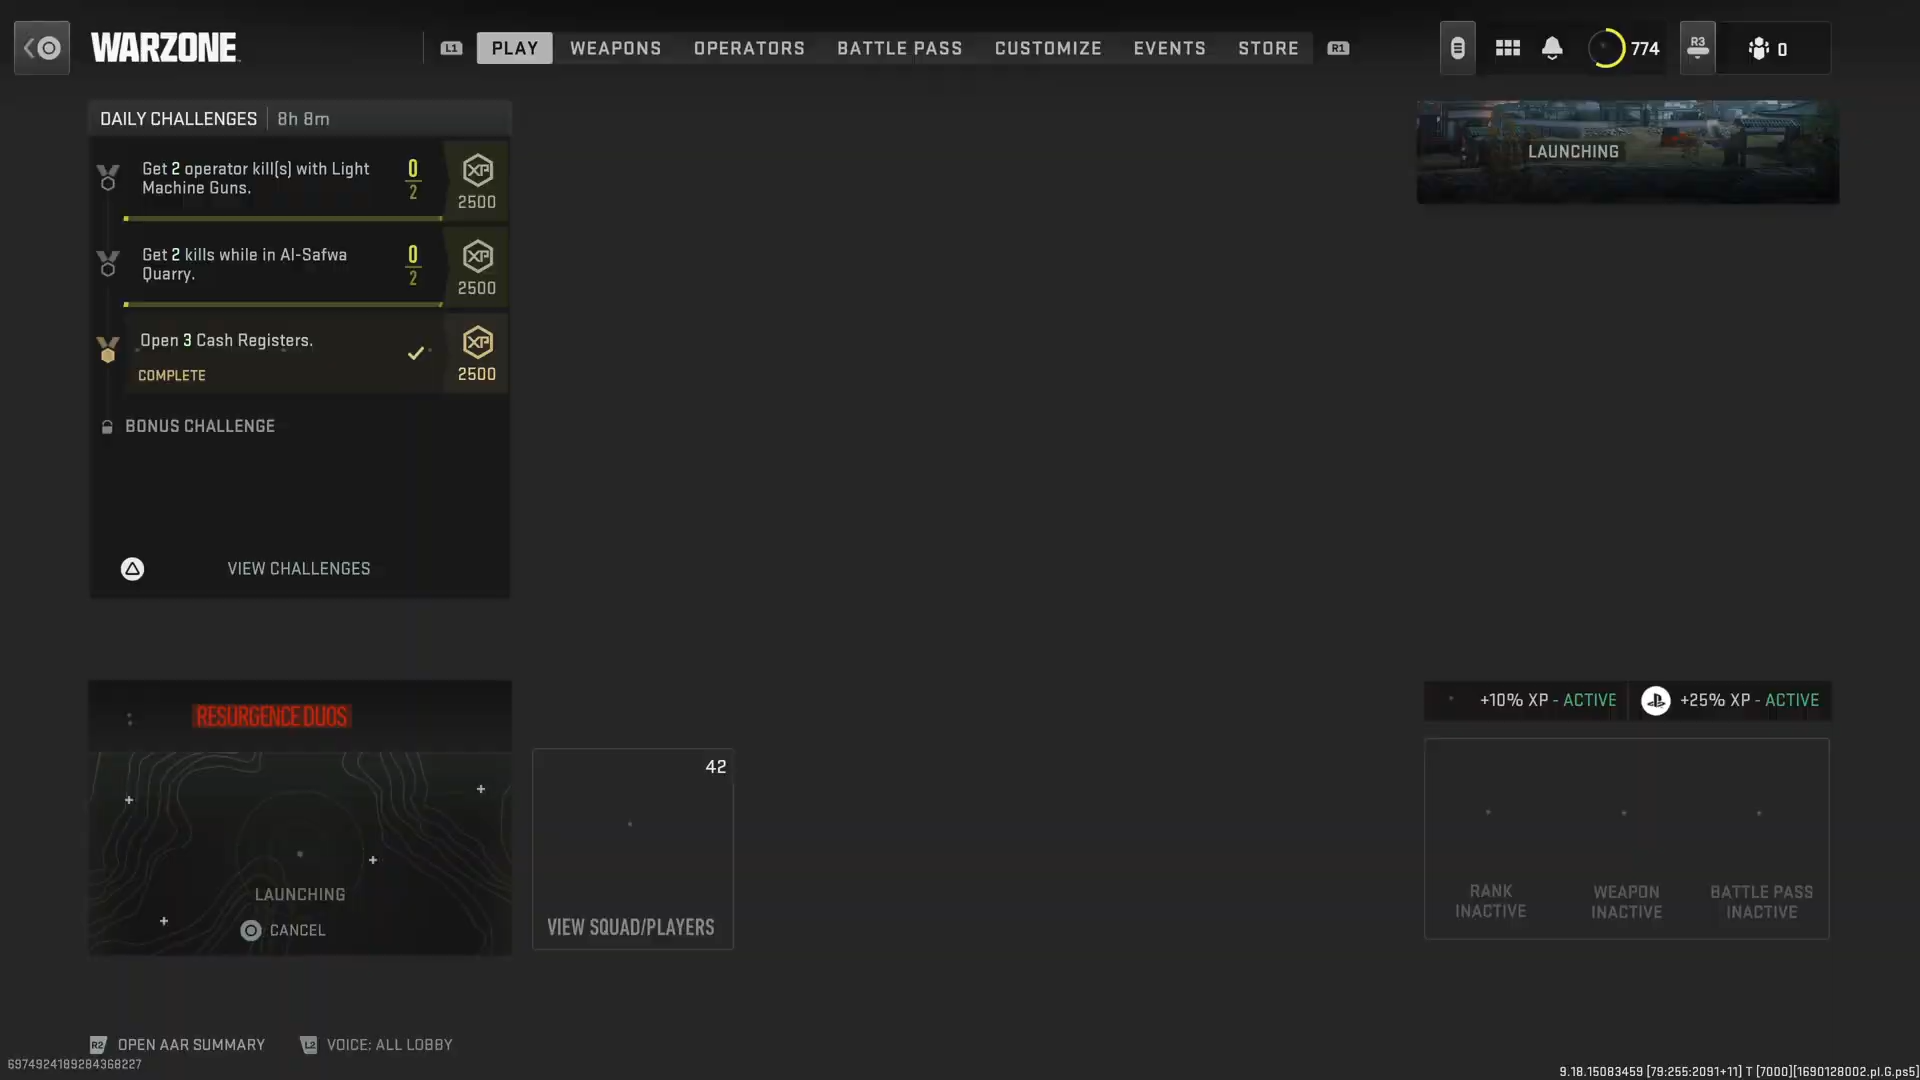 WARZONE
L1 PLAY WEAPONS OPERATORS BATTLE PASS CUSTOMIZE EVENTS STORE R1
774
R3
0
DAILY CHALLENGES 8h 8m
Get 2 operator kill(s) with Light
Machine Guns.
0
2
XP
2500
Get 2 kills while in Al-Safwa
Quarry.
0
2
XP
2500
Open 3 Cash Registers.
COMPLETE
XP
2500
BONUS CHALLENGE
VIEW CHALLENGES
LAUNCHING
RESURGENCE DUOS
LAUNCHING
CANCEL
42
VIEW SQUAD/PLAYERS
+10% XP - ACTIVE
+25% XP - ACTIVE
RANK
INACTIVE
WEAPON
INACTIVE
BATTLE PASS
INACTIVE
R2 OPEN AAR SUMMARY
L2 VOICE: ALL LOBBY
6974924189284368227
9.18.15083459 [79:255:2091+11] T [7000][1690128002.pl.G.ps5]